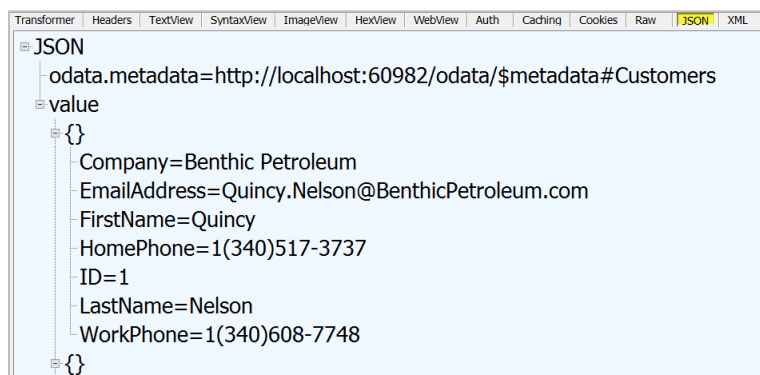 Transformer Headers TextView SyntaxView ImageView HexView WebView Auth Caching Cookies Raw JSON XML
JSON
odata.metadata=http://localhost:60982/odata/$metadata#Customers
value
{}
Company=Benthic Petroleum
EmailAddress=Quincy.Nelson@BenthicPetroleum.com
FirstName=Quincy
HomePhone=1(340)517-3737
ID=1
LastName=Nelson
WorkPhone=1(340)608-7748
{}